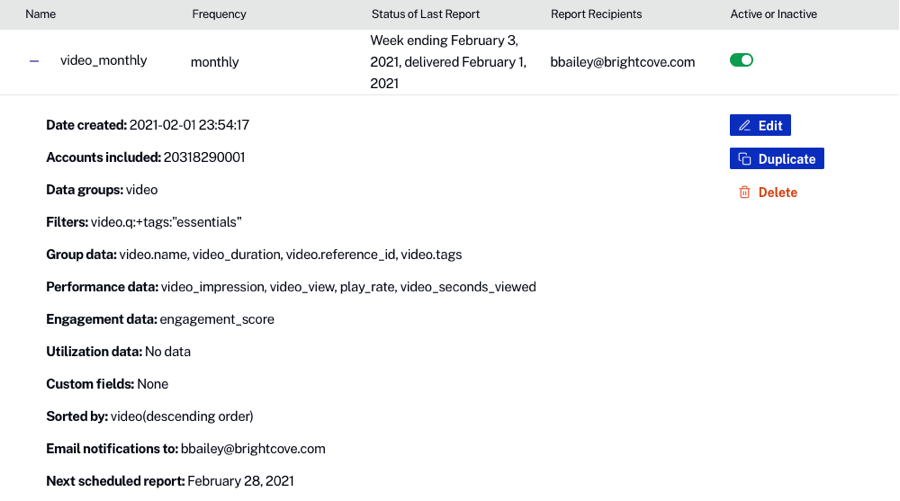 Name Frequency Status of Last Report Report Recipients Active or Inactive
video_monthly monthly Week ending February 3,
2021, delivered February 1,
2021 bbailey@brightcove.com
Date created: 2021-02-01 23:54:17
Edit
Accounts included: 20318290001
Duplicate
Data groups: video
Delete
Filters: video.q:+tags:"essentials"
Group data: video.name, video_duration, video.reference_id, video.tags
Performance data: video_impression, video_view, play_rate, video_seconds_viewed
Engagement data: engagement_score
Utilization data: No data
Custom fields: None
Sorted by: video(descending order)
Email notifications to: bbailey@brightcove.com
Next scheduled report: February 28, 2021